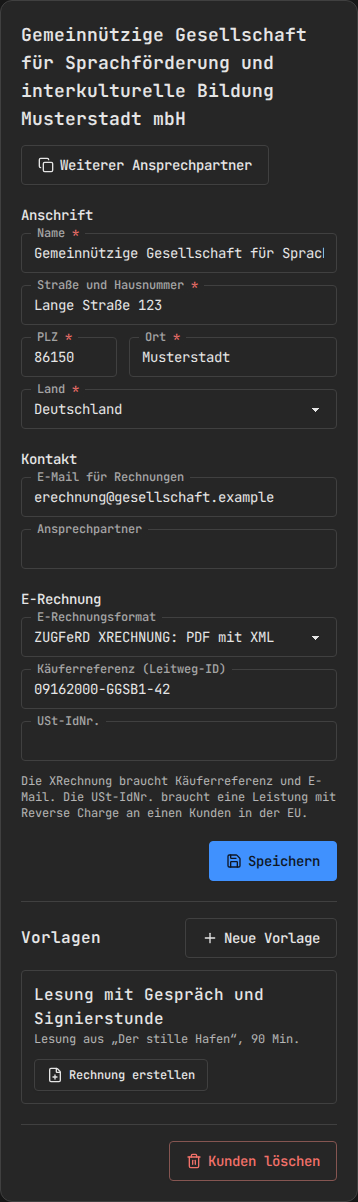 Gemeinnützige Gesellschaft
für Sprachförderung und
interkulturelle Bildung
Musterstadt mbH
Weiterer Ansprechpartner
Anschrift
Name *
Gemeinnützige Gesellschaft für Sprach
Straße und Hausnummer *
Lange Straße 123
PLZ *
Ort *
86150
Musterstadt
Land *
Deutschland
Kontakt
E-Mail für Rechnungen
erechnung@gesellschaft.example
Ansprechpartner
E-Rechnung
E-Rechnungsformat
ZUGFeRD XRECHNUNG: PDF mit XML
Käuferreferenz (Leitweg-ID)
09162000-GGSB1-42
USt-IdNr.
Die XRechnung braucht Käuferreferenz und E-
Mail. Die USt-IdNr. braucht eine Leistung mit
Reverse Charge an einen Kunden in der EU.
Speichern
Vorlagen
Neue Vorlage
Lesung mit Gespräch und
Signierstunde
Lesung aus „Der stille Hafen“, 90 Min.
Rechnung erstellen
Kunden löschen